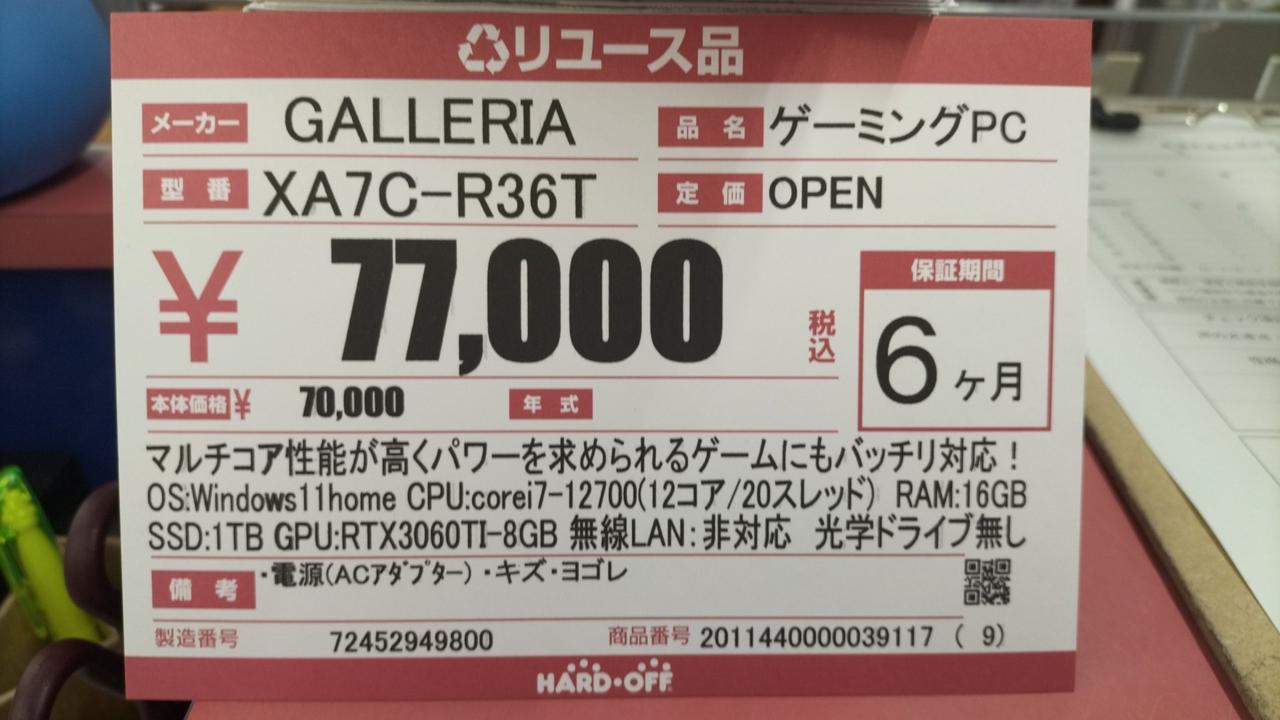 リユース品
メーカー GALLERIA 品名 ゲーミングPC
型番 XA7C-R36T 定価 OPEN
¥ 77,000 税込
保証期間
6ヶ月
本体価格¥ 70,000 年式
マルチコア性能が高くパワーを求められるゲームにもバッチリ対応！
OS:Windows11home CPU:corei7-12700(12コア/20スレッド) RAM:16GB
SSD:1TB GPU:RTX3060TI-8GB 無線LAN:非対応 光学ドライブ無し
備考 ・電源(ACアダプター)・キズ・ヨゴレ
製造番号 72452949800 商品番号 2011440000039117 ( 9)
HARD・OFF